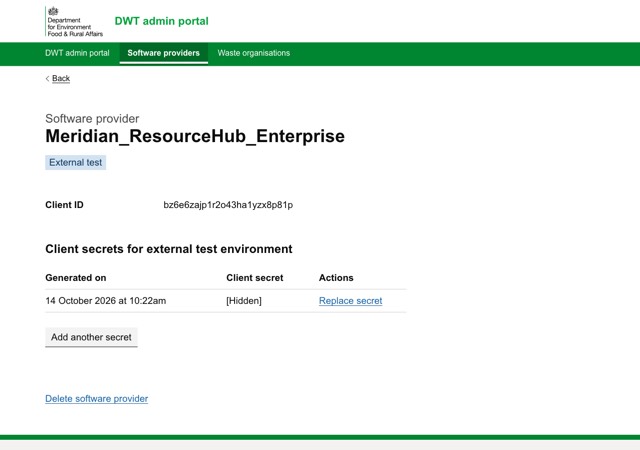 Department
for Environment
Food & Rural Affairs
DWT admin portal
DWT admin portal
Software providers
Waste organisations
Back
Software provider
Meridian_ResourceHub_Enterprise
External test
Client ID
bz6e6zajp1r2o43ha1yzx8p81p
Client secrets for external test environment
Generated on
Client secret
Actions
14 October 2026 at 10:22am
[Hidden]
Replace secret
Add another secret
Delete software provider